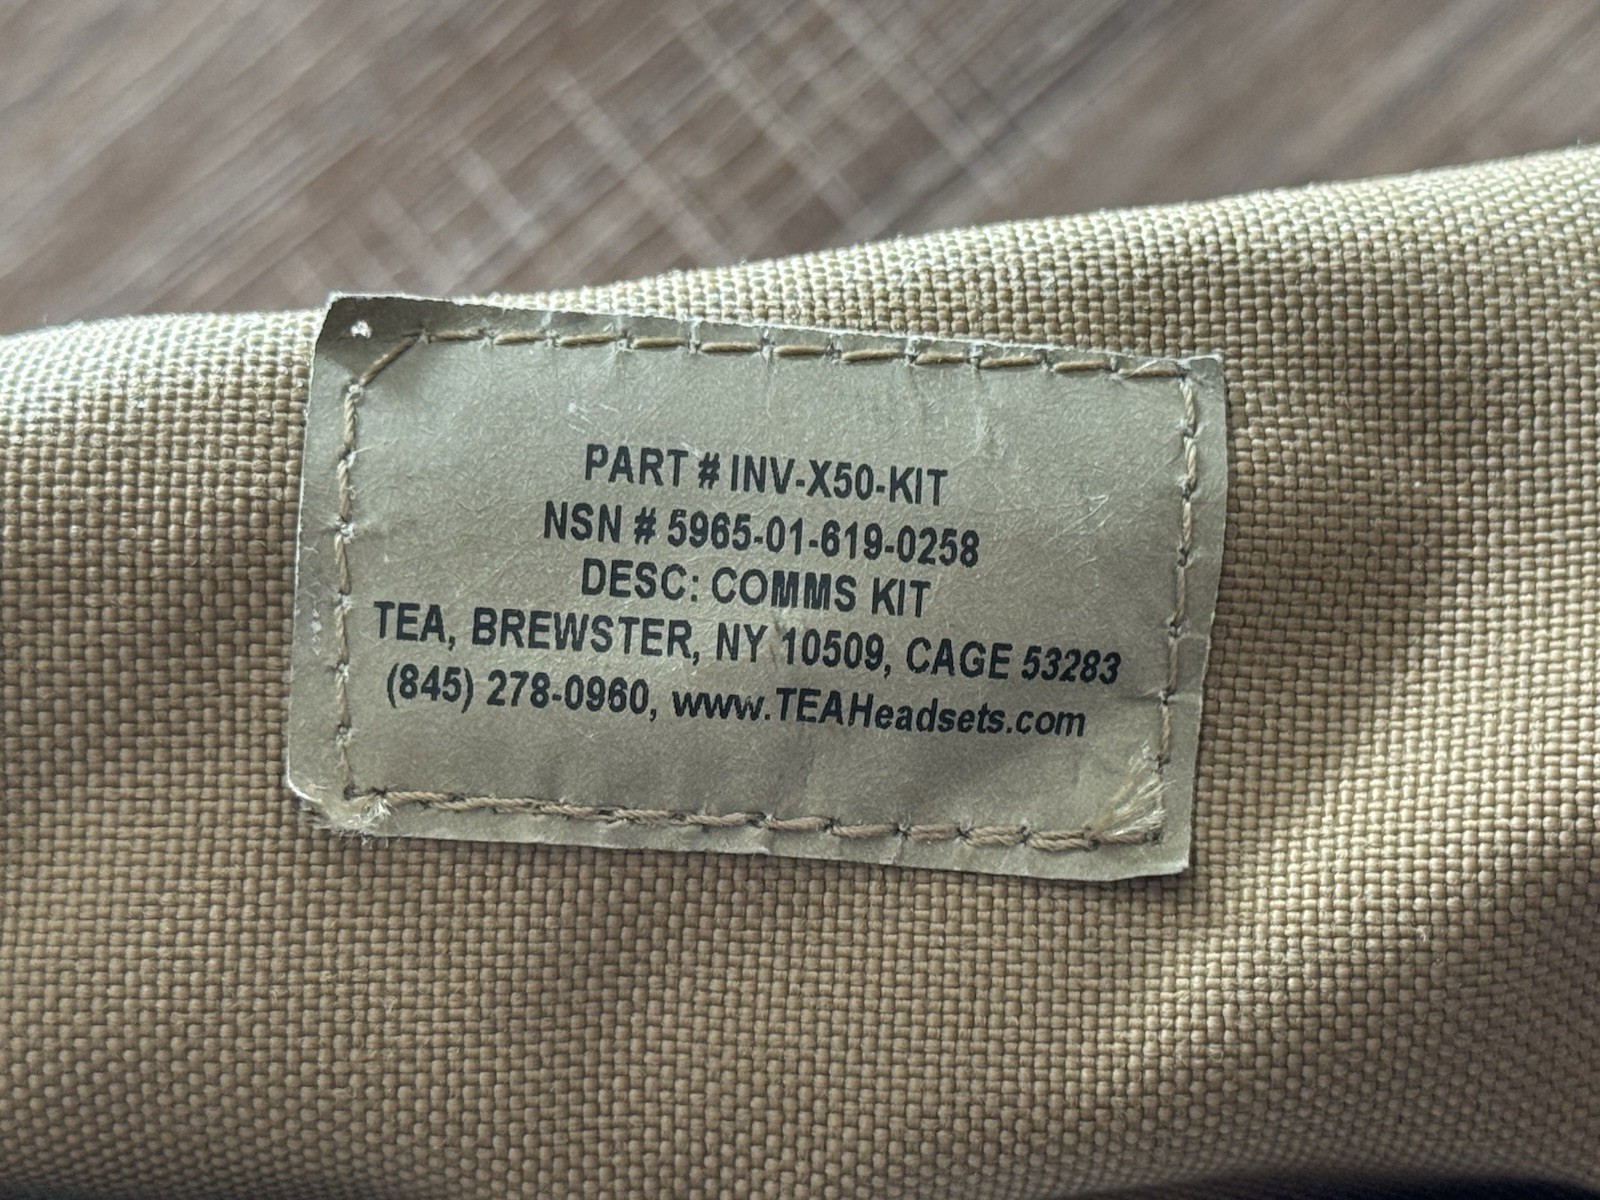 PART # INV-X50-KIT
NSN # 5965-01-619-0258
DESC: COMMS KIT
TEA, BREWSTER, NY 10509, CAGE 53283
(845) 278-0960, www.TEAHeadsets.com